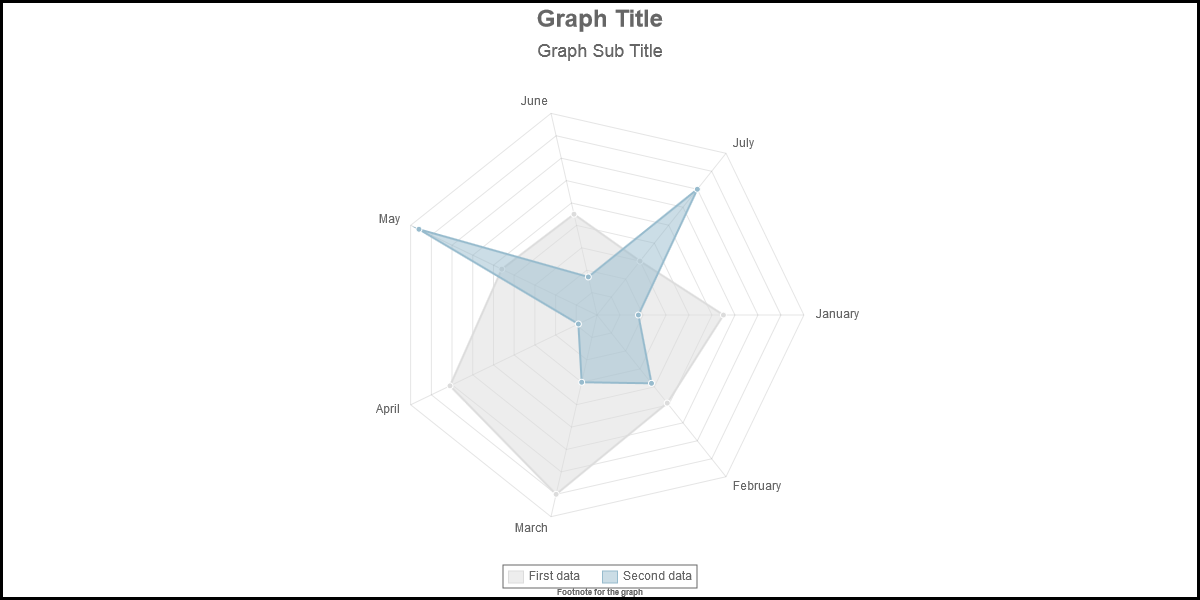 Graph Title
Graph Sub Title
June
July
May
January
April
February
March
First data
Second data
Footnote for the graph